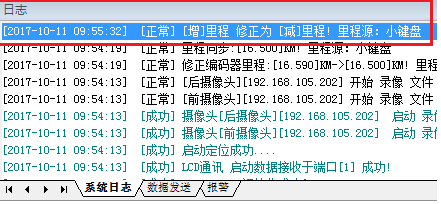 日志
[2017-10-11 09:55:32] [正常] [增]里程 修正为 [减]里程! 里程源: 小键盘
[2017-10-11 09:54:19] [正常] 里程同步:[16.500]KM! 里程源: 小键盘
[2017-10-11 09:54:19] [正常] 修正编码器里程:[16.590]KM->[16.500]KM! 里
[2017-10-11 09:54:13] [正常] [后摄像头][192.168.105.202] 开始 录像 文件
[2017-10-11 09:54:13] [正常] [前摄像头][192.168.105.202] 开始 录像 文件
[2017-10-11 09:54:13] [成功] 摄像头[后摄像头][192.168.105.202] 启动 录像
[2017-10-11 09:54:13] [成功] 摄像头[前摄像头][192.168.105.202] 启动 录像
[2017-10-11 09:54:13] [成功] 启动定位成功....
[2017-10-11 09:54:13] [成功] LCD通讯 启动数据接收于端口[1] 成功!
系统日志 数据发送 报警